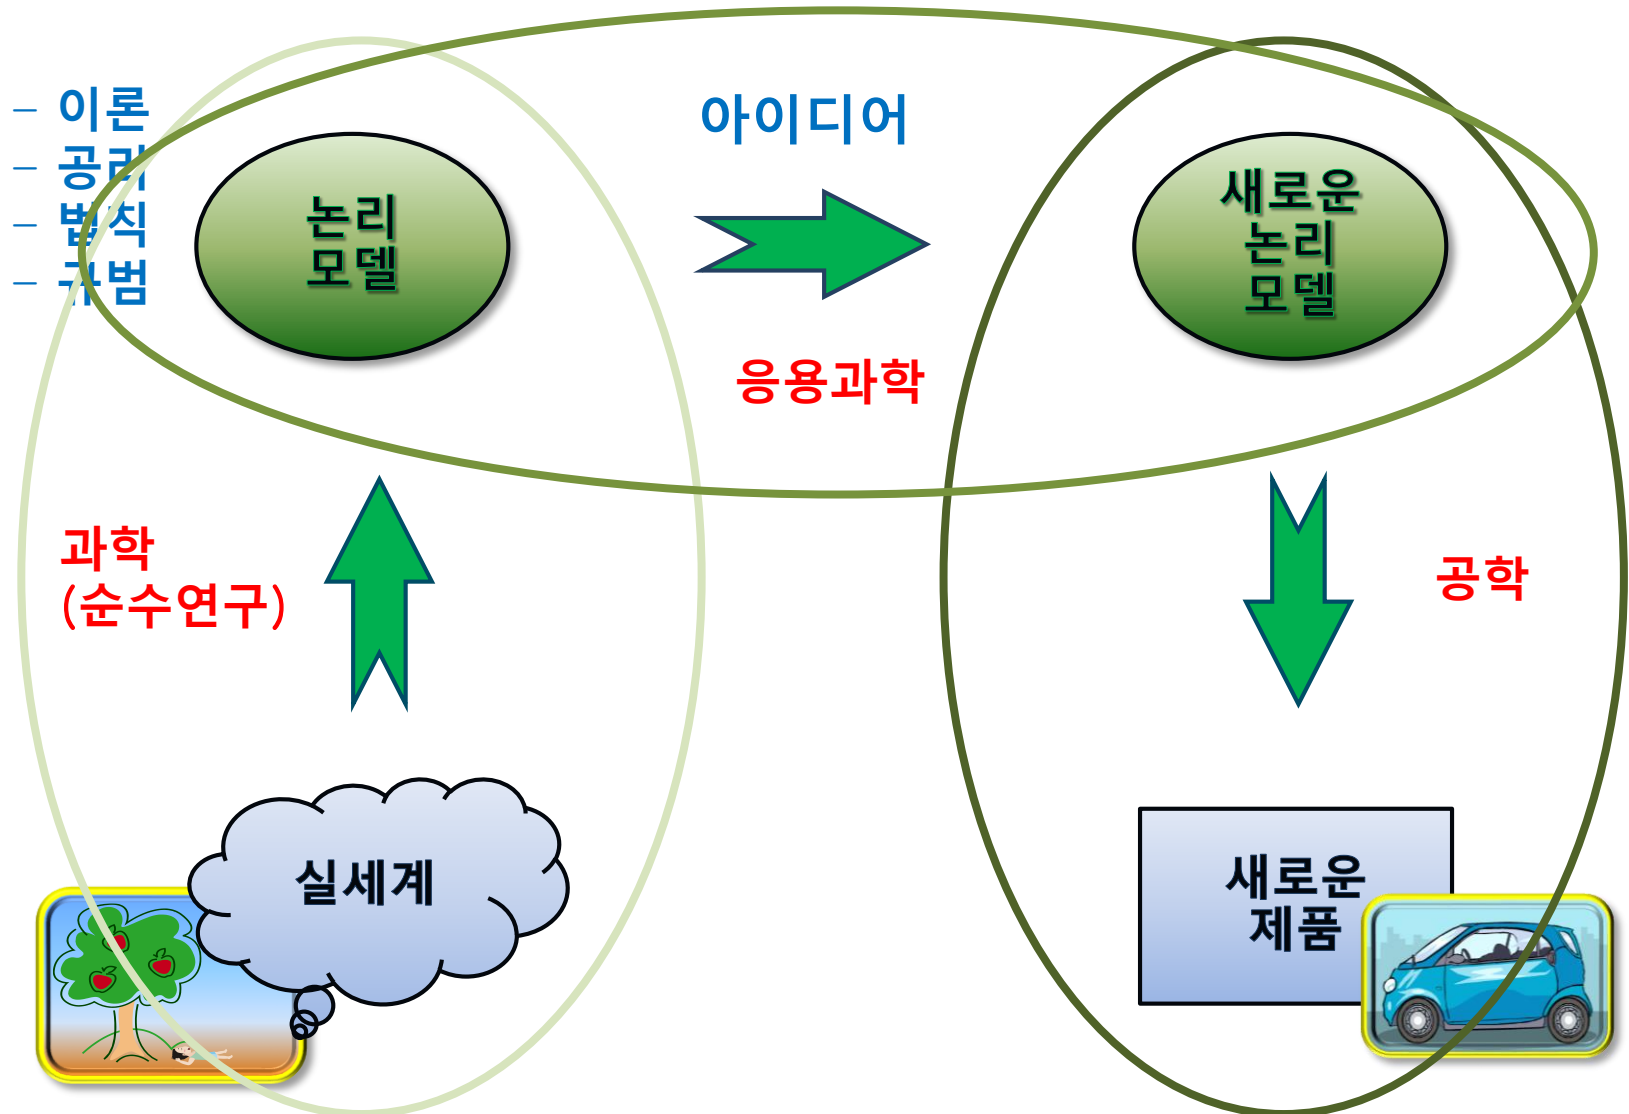 - 이론
- 공리
- 법칙
- 규범
논리
모델
아이디어
응용과학
새로운
논리
모델
과학
(순수연구)
공학
실세계
새로운
제품